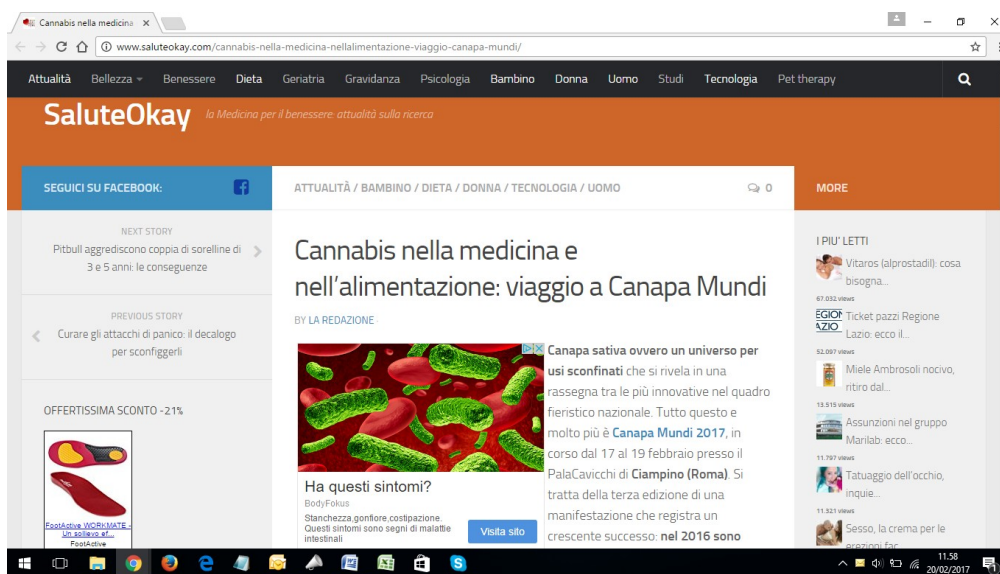 Cannabis nella medicina
www.saluteokay.com/cannabis-nella-medicina-nellalimentazione-viaggio-canapa-mundi/
Attualità Bellezza Benessere Dieta Geriatria Gravidanza Psicologia Bambino Donna Uomo Studi Tecnologia Pet therapy
SaluteOkay la Medicina per il benessere: attualità sulla ricerca
SEGUICI SU FACEBOOK:
NEXT STORY
Pitbull aggrediscono coppia di sorelline di
3 e 5 anni: le conseguenze
PREVIOUS STORY
Curare gli attacchi di panico: il decalogo
per sconfiggerli
OFFERTISSIMA SCONTO -21%
FootActive WORKMATE -
Un sollievo ef...
FootActive
ATTUALITÀ / BAMBINO / DIETA / DONNA / TECNOLOGIA / UOMO 0
Cannabis nella medicina e
nell'alimentazione: viaggio a Canapa Mundi
BY LA REDAZIONE
Ha questi sintomi?
BodyFokus
Stanchezza,gonfiore,costipazione.
Questi sintomi sono segni di malattie
intestinali
Visita sito
Canapa sativa ovvero un universo per
usi sconfinati che si rivela in una
rassegna tra le più innovative nel quadro
fieristico nazionale. Tutto questo e
molto più è Canapa Mundi 2017, in
corso dal 17 al 19 febbraio presso il
PalaCavicchi di Ciampino (Roma). Si
tratta della terza edizione di una
manifestazione che registra un
crescente successo: nel 2016 sono
MORE
I PIU' LETTI
Vitaros (alprostadil): cosa
bisogna...
67.032 views
Ticket pazzi Regione
Lazio: ecco il...
52.097 views
Miele Ambrosoli nocivo,
ritiro dal...
13.515 views
Assunzioni nel gruppo
Marilab: ecco...
11.797 views
Tatuaggio dell'occhio,
inquie...
11.321 views
Sesso, la crema per le
erezioni fac...
11.58
20/02/2017